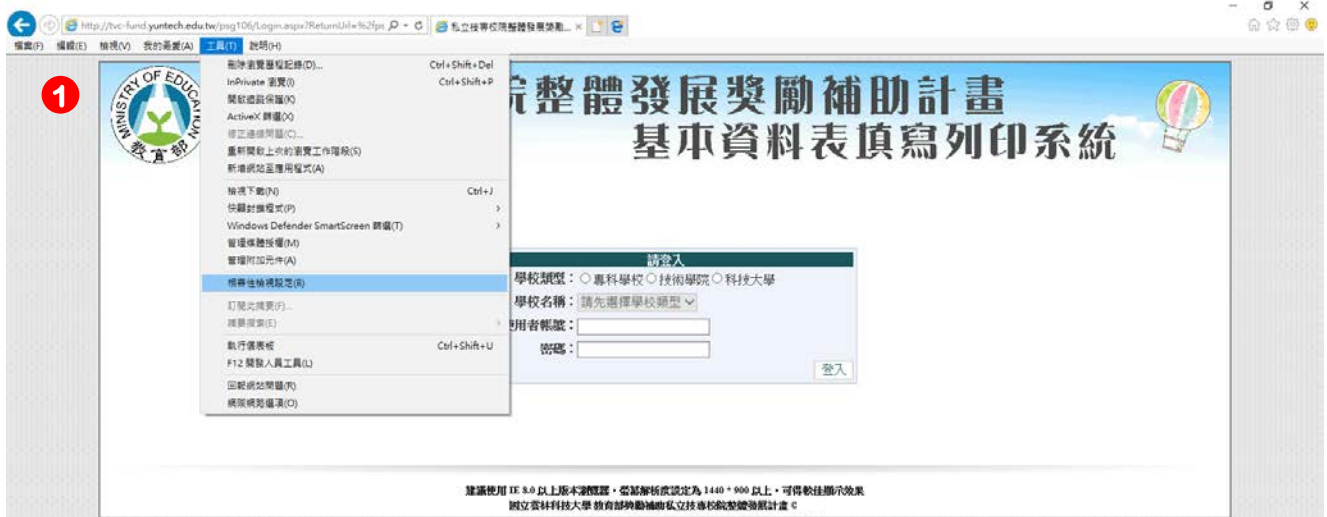 http://tvc-fund.yuntech.edu.tw/psg106/Login.aspx?ReturnUrl=%2fps
私立技專校院整體發展獎勵...
檔案(F) 編輯(E) 檢視(V) 我的最愛(A) 工具(T) 說明(H)
1
MINISTRY OF EDUCATION
教育部
院整體發展獎勵補助計畫
基本資料表填寫列印系統
刪除瀏覽歷程記錄(D)... Ctrl+Shift+Del
InPrivate 瀏覽(I) Ctrl+Shift+P
開啟追蹤保護(K)
ActiveX 篩選(X)
修正連線問題(C)...
重新開啟上次的瀏覽工作階段(S)
新增網站至應用程式(A)
檢視下載(N) Ctrl+J
快顯封鎖程式(P)
Windows Defender SmartScreen 篩選(T)
管理媒體授權(M)
管理附加元件(A)
相容性檢視設定(B)
訂閱此摘要(F)...
摘要探索(E)
執行儀表板 Ctrl+Shift+U
F12 開發人員工具(L)
回報網站問題(R)
網際網路選項(O)
請登入
學校類型：○專科學校○技術學院○科技大學
學校名稱：請先選擇學校類型
使用者帳號：
密碼：
登入
建議使用 IE 8.0 以上版本瀏覽器，螢幕解析度設定為 1440 * 900 以上，可得較佳顯示效果
國立雲林科技大學 教育部獎勵補助私立技專校院整體發展計畫 ©